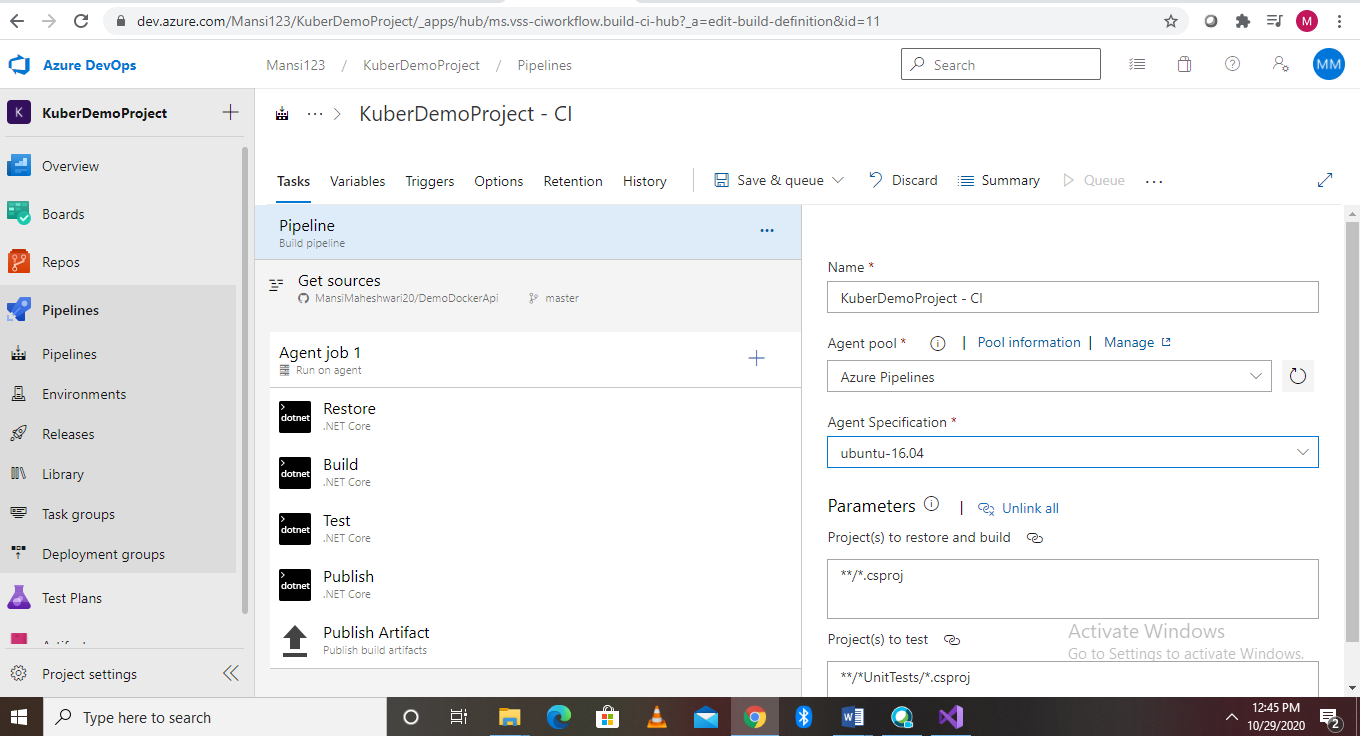 dev.azure.com/Mansi123/KuberDemoProject/_apps/hub/ms.vss-ciworkflow.build-ci-hub?_a=edit-build-definition&id=11
M
Azure DevOps
Mansi123 / KuberDemoProject / Pipelines
Search
MM
K KuberDemoProject
Overview
Boards
Repos
Pipelines
Pipelines
Environments
Releases
Library
Task groups
Deployment groups
Test Plans
Project settings
... > KuberDemoProject - CI
Tasks Variables Triggers Options Retention History Save & queue Discard Summary Queue ...
Pipeline
Build pipeline
Get sources
MansiMaheshwari20/DemoDockerApi master
Agent job 1
Run on agent
dotnet Restore
.NET Core
dotnet Build
.NET Core
dotnet Test
.NET Core
dotnet Publish
.NET Core
Publish Artifact
Publish build artifacts
Name *
KuberDemoProject - CI
Agent pool * | Pool information | Manage
Azure Pipelines
Agent Specification *
ubuntu-16.04
Parameters | Unlink all
Project(s) to restore and build
**/*.csproj
Project(s) to test
**/*UnitTests/*.csproj
Activate Windows
Go to Settings to activate Windows.
Type here to search
12:45 PM
10/29/2020
2